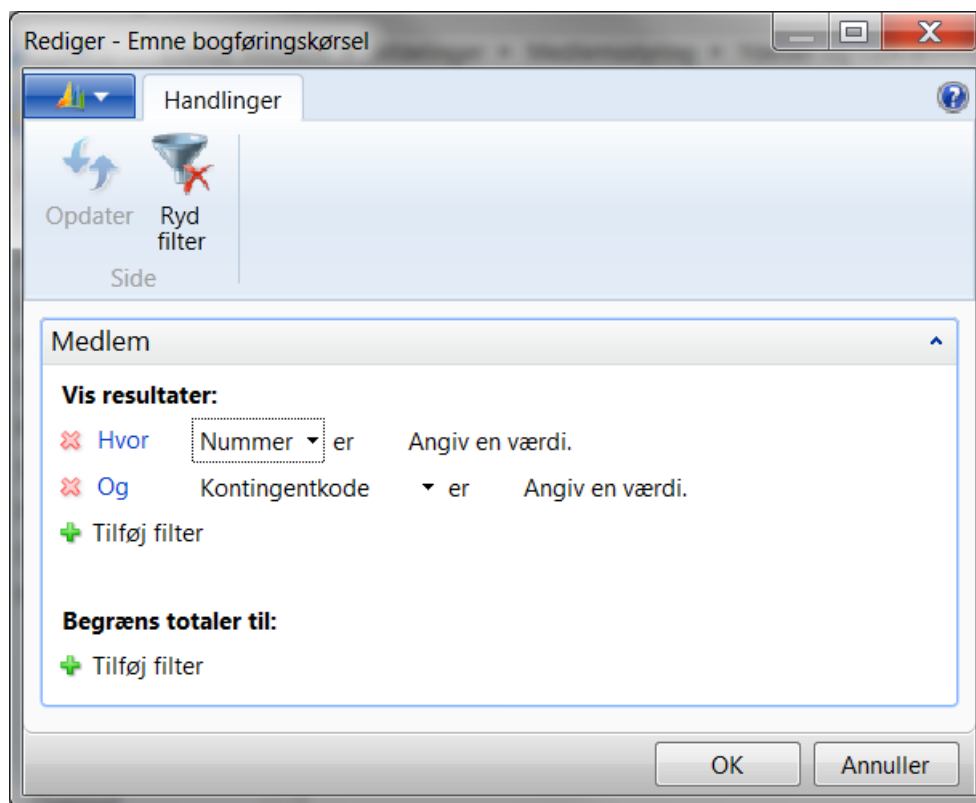 Rediger - Emne bogføringskørsel
Handlinger
Opdater
Ryd filter
Side
Medlem
Vis resultater:
Hvor Nummer er Angiv en værdi.
Og Kontingentkode er Angiv en værdi.
Tilføj filter
Begræns totaler til:
Tilføj filter
OK Annuller